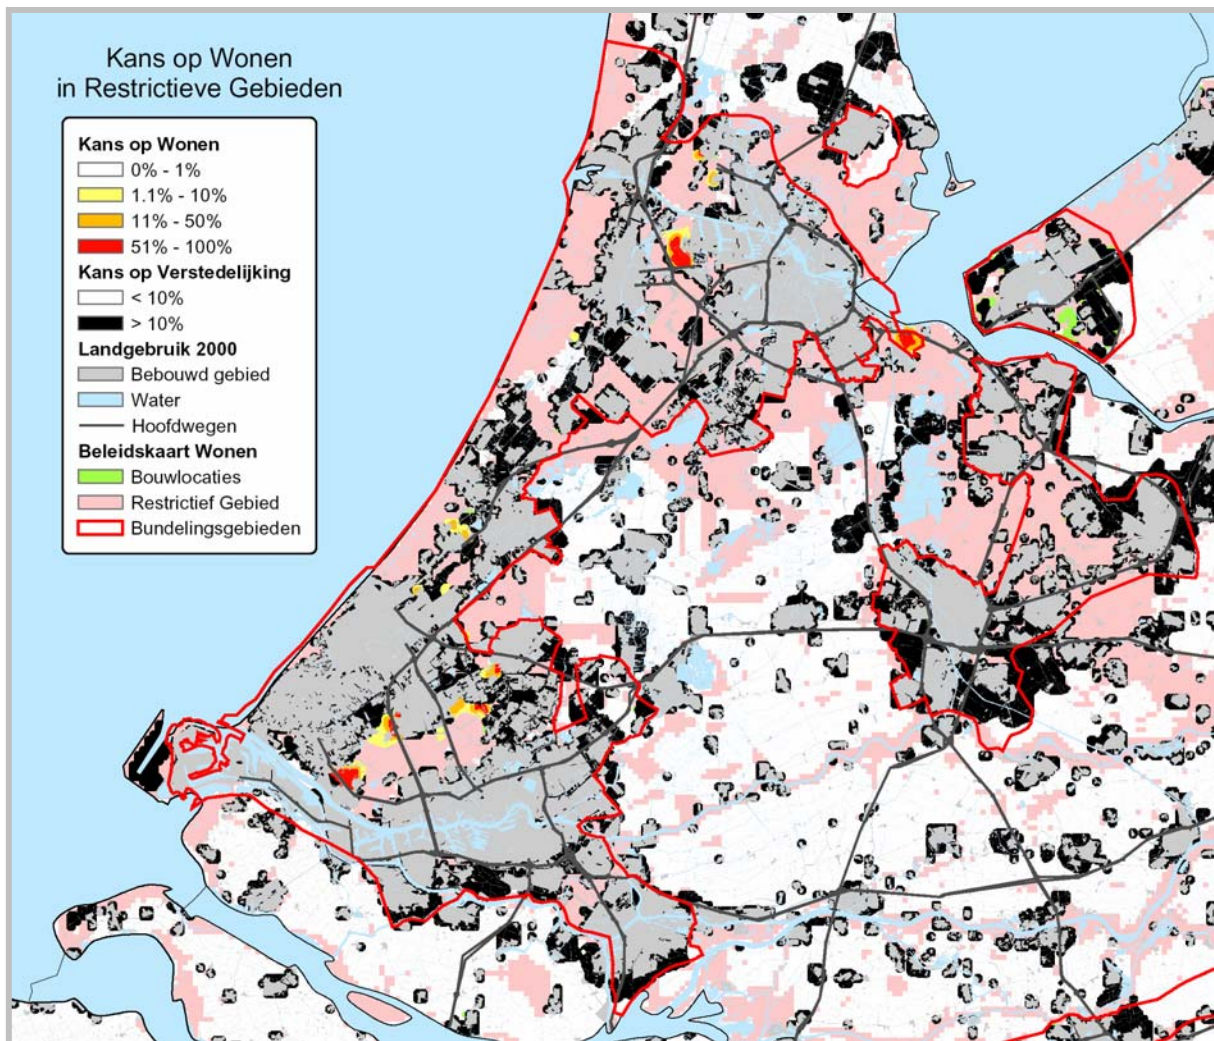 Kans op Wonen
in Restrictieve Gebieden
Kans op Wonen
0% - 1%
1.1% - 10%
11% - 50%
51% - 100%
Kans op Verstedelijking
< 10%
> 10%
Landgebruik 2000
Bebouwd gebied
Water
Hoofdwegen
Beleidskaart Wonen
Bouwlocaties
Restrictief Gebied
Bundelingsgebieden